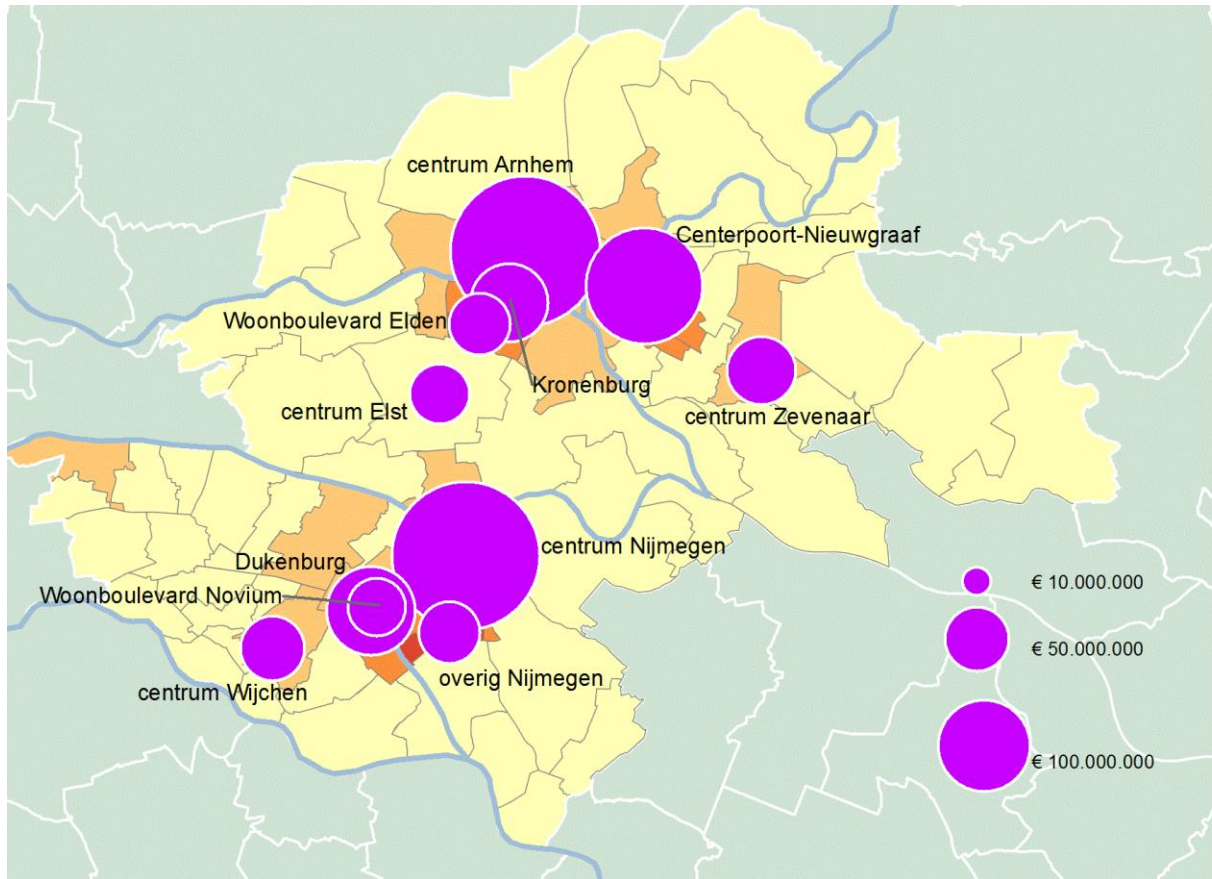 centrum Arnhem
Centerpoort-Nieuwgraaf
Woonboulevard Elden
Kronenburg
centrum Elst
centrum Zevenaar
centrum Nijmegen
Dukenburg
Woonboulevard Novium
overig Nijmegen
centrum Wijchen
€ 10.000.000
€ 50.000.000
€ 100.000.000